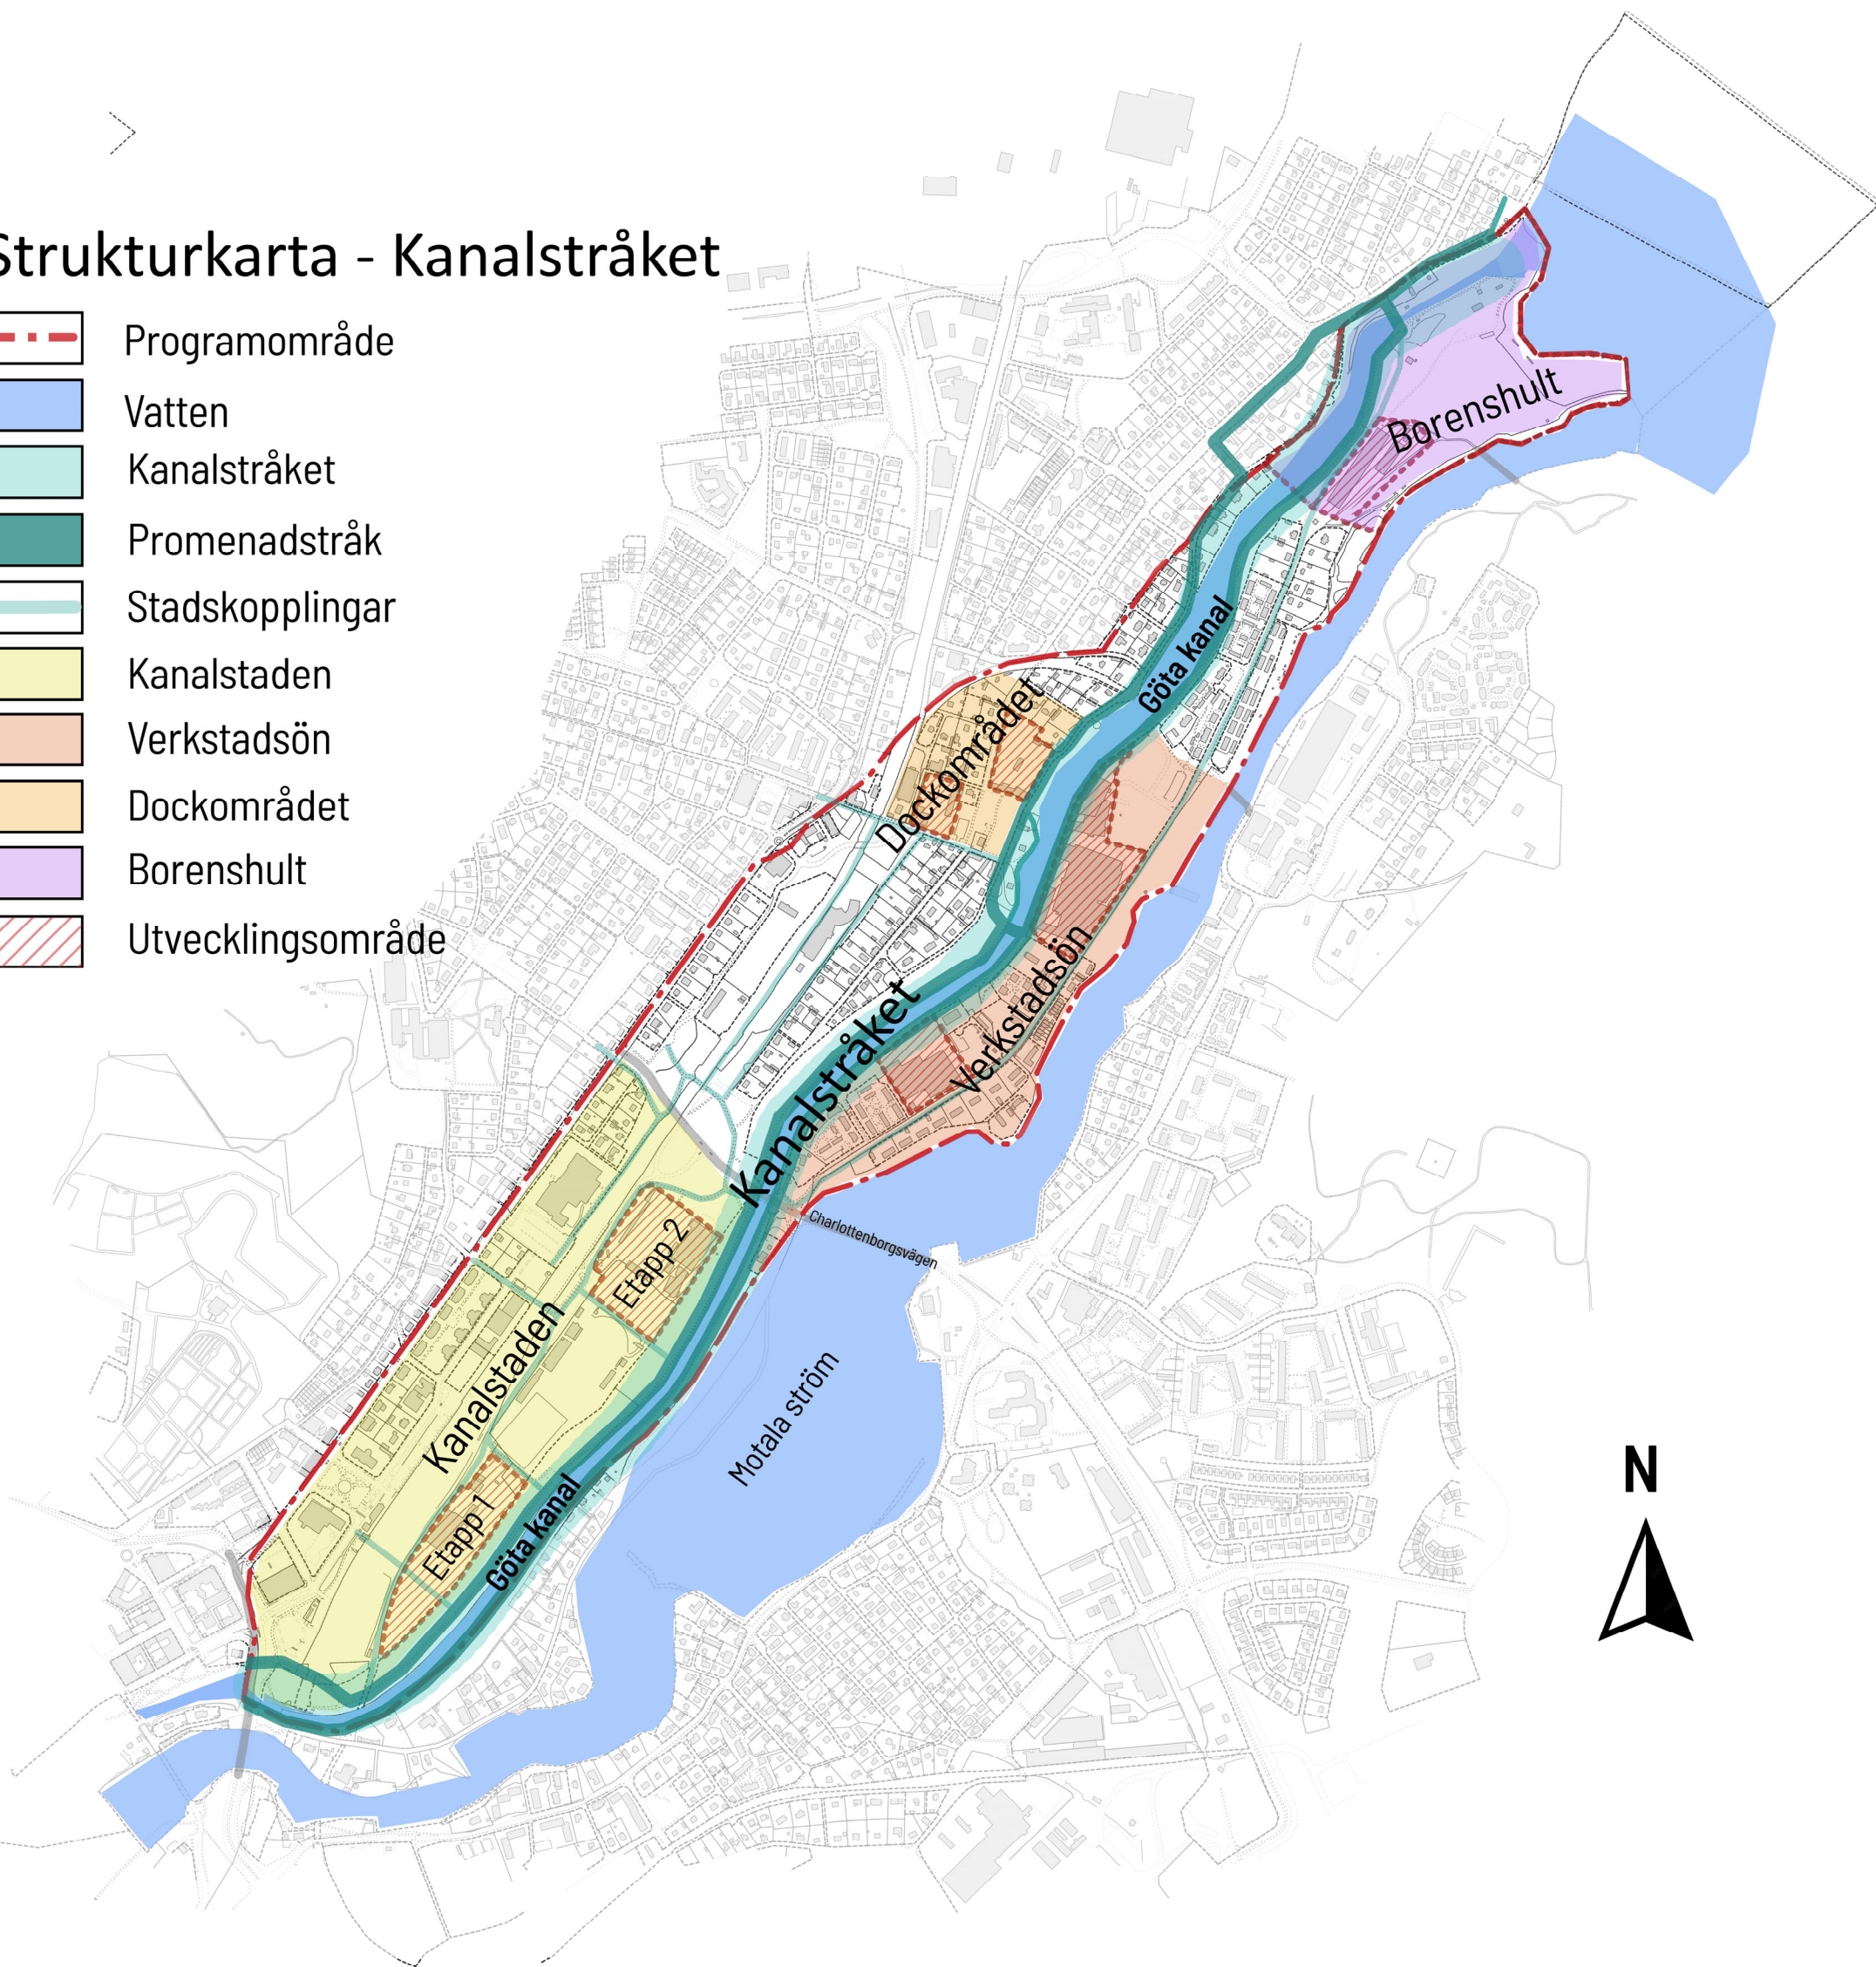 Strukturkarta - Kanalstråket
Programområde
Vatten
Kanalstråket
Promenadstråk
Stadskopplingar
Kanalstaden
Verkstadsön
Dockområdet
Borenshult
Utvecklingsområde
Borenshult
Göta kanal
Dockområdet
Verkstadsön
Kanalstråket
Charlottenborgsvägen
Etapp 2
Kanalstaden
Motala ström
Etapp 1
Göta kanal
N